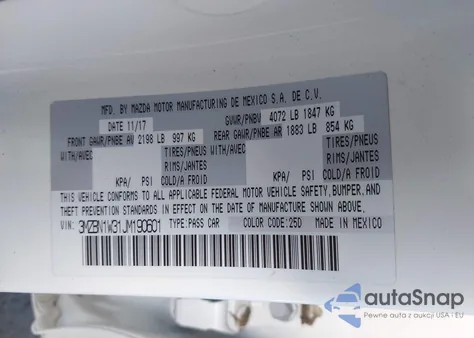 MFD. BY MAZDA MOTOR MANUFACTURING DE MEXICO S.A. DE C.V.
DATE 11/17 GVWR/PNBV 4072 LB 1847 KG
FRONT GAWR/PNBE AV 2198 LB 997 KG REAR GAWR/PNBE AR 1883 LB 854 KG
WITH/AVEC TIRES/PNEUS WITH/AVEC TIRES/PNEUS
RIMS/JANTES RIMS/JANTES
KPA/ PSI COLD/A FROID KPA/ PSI COLD/A FROID
THIS VEHICLE CONFORMS TO ALL APPLICABLE FEDERAL MOTOR VEHICLE SAFETY, BUMPER, AND
THEFT PREVENTION STANDARDS IN EFFECT ON THE DATE OF MANUFACTURE SHOWN ABOVE.
VIN: 3MZBN1W31JM190601 TYPE:PASS CAR COLOR CODE:25D MADE IN MEXICO
autaSnap
Pewne auta z aukcji USA i EU